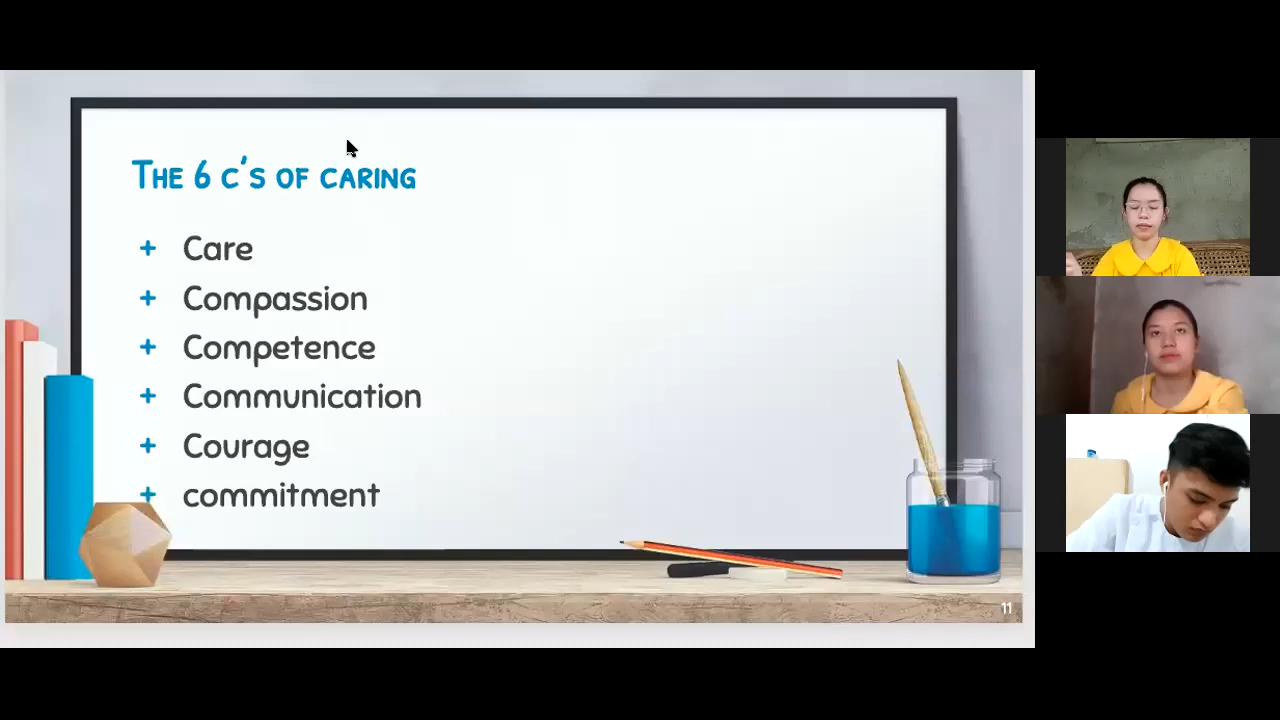 The 6 c's of caring
+ Care
+ Compassion
+ Competence
+ Communication
+ Courage
+ commitment
11